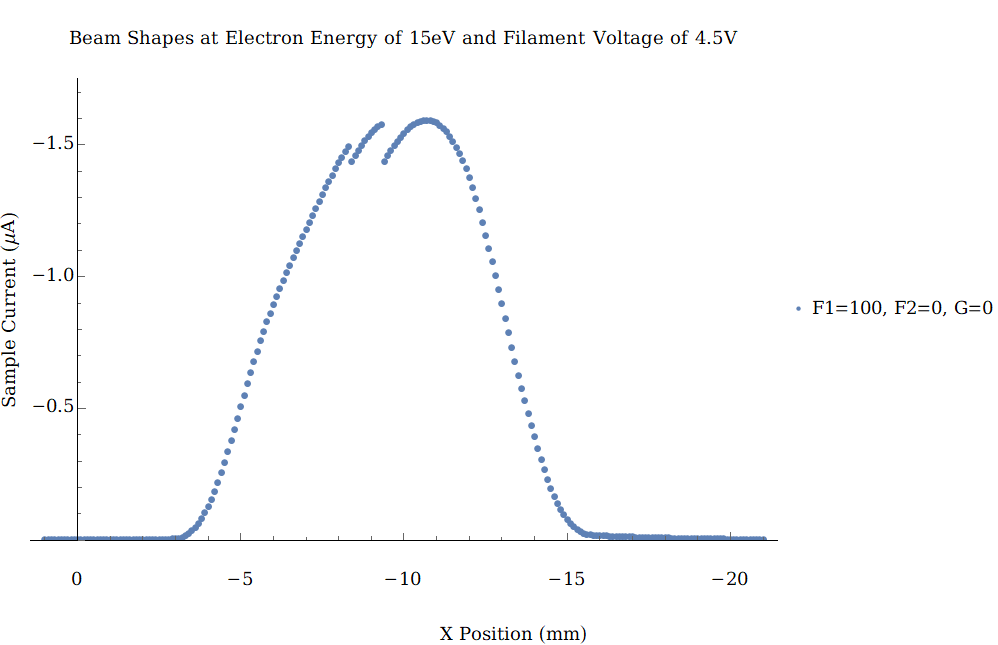 Beam Shapes at Electron Energy of 15eV and Filament Voltage of 4.5V
−1.5
−1.0
−0.5
Sample Current (μA)
F1=100, F2=0, G=0
0
−5
−10
−15
−20
X Position (mm)